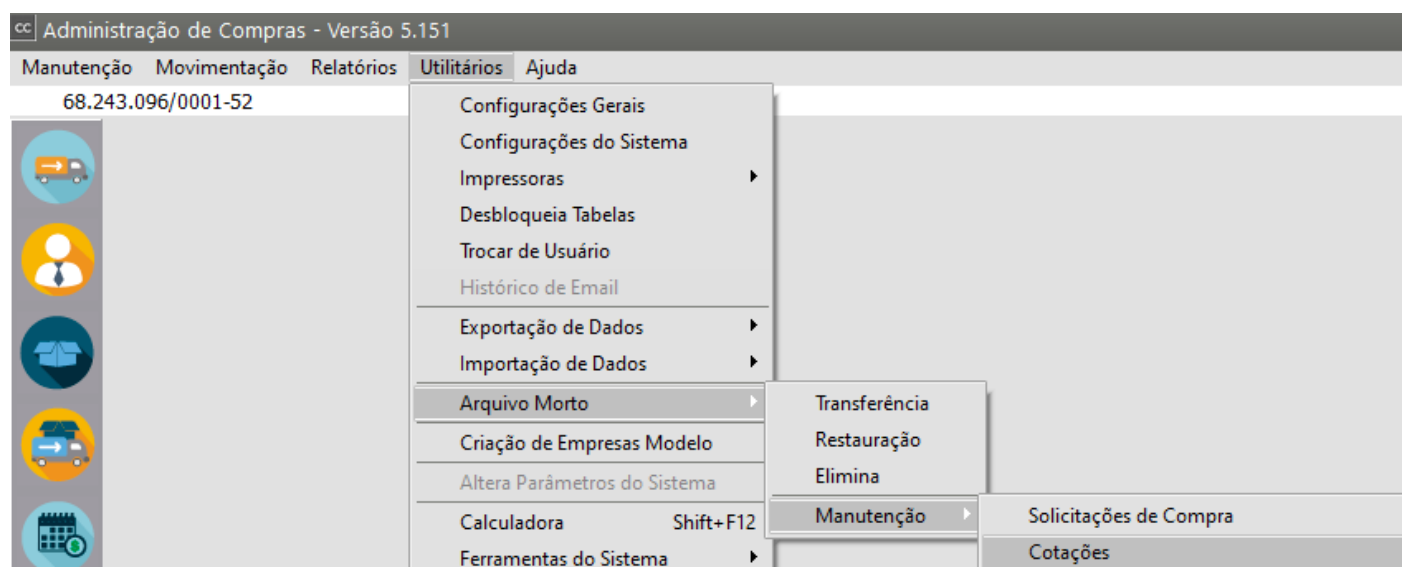 cc Administração de Compras - Versão 5.151
Manutenção Movimentação Relatórios Utilitários Ajuda
68.243.096/0001-52
Configurações Gerais
Configurações do Sistema
Impressoras
Desbloqueia Tabelas
Trocar de Usuário
Histórico de Email
Exportação de Dados
Importação de Dados
Arquivo Morto
Criação de Empresas Modelo
Altera Parâmetros do Sistema
Calculadora Shift+F12
Ferramentas do Sistema
Transferência
Restauração
Elimina
Manutenção
Solicitações de Compra
Cotações